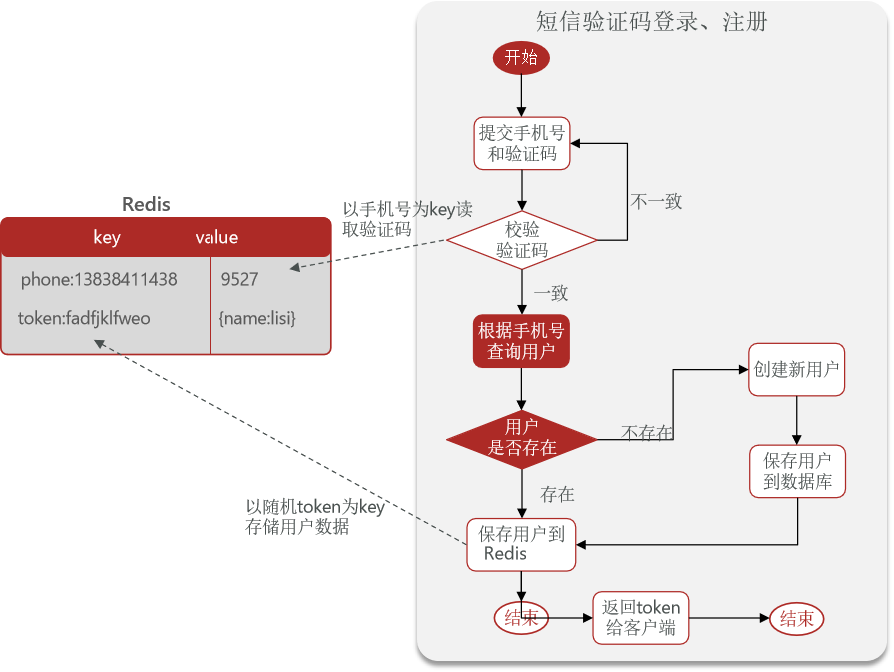 短信验证码登录、注册
开始
提交手机号
和验证码
不一致
Redis
以手机号为key读
取验证码
key value
校验
验证码
phone:13838411438 9527
一致
token:fadfjklfweo {name:lisi}
根据手机号
查询用户
创建新用户
用户
是否存在
不存在
保存用户
到数据库
存在
以随机token为key
存储用户数据
保存用户到
Redis
结束
返回token
给客户端
结束